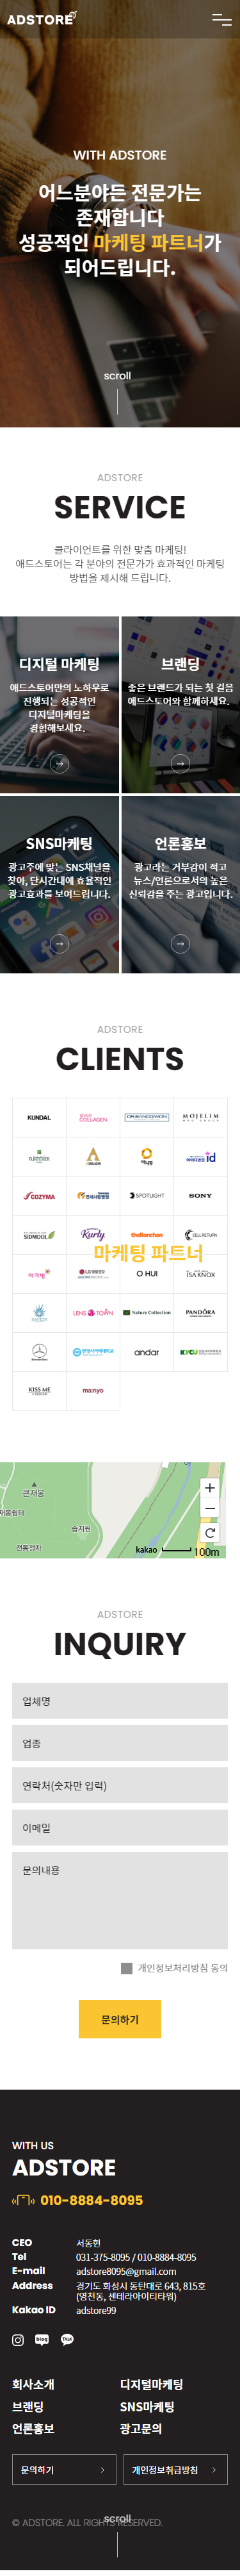 ADSTORE
WITH ADSTORE
어느분야든 전문가는
존재합니다
성공적인 마케팅 파트너가
되어드립니다.
scroll
ADSTORE
SERVICE
클라이언트를 위한 맞춤 마케팅!
애드스토어는 각 분야의 전문가가 효과적인 마케팅
방법을 제시해 드립니다.
디지털 마케팅
애드스토어만의 노하우로
진행되는 성공적인
디지털마케팅을
경험해보세요.
브랜딩
좋은 브랜드가 되는 첫 걸음
애드스토어와 함께하세요.
SNS마케팅
광고주에 맞는 SNS채널을
찾아, 단시간내에 효율적인
광고효과를 보여드립니다.
언론홍보
광고라는 거부감이 적고
뉴스/언론으로서의 높은
신뢰감을 주는 광고입니다.
ADSTORE
CLIENTS
KUNDAL
EVER COLLAGEN
DR.BANGGIWON
MOJELIM
COZYMA
SPOTLIGHT
SONY
SIDMOOL
Kurly
thebanchan
CELL RETURN
마케팅 파트너
O HUI
ISA KNOX
LENS TOWN
Nature Collection
PANDORA
Mercedes-Benz
andar
KISS ME
ma:nyo
큰재봉
재봉쉼터
습지원
전통정자
kakao
100m
ADSTORE
INQUIRY
업체명
업종
연락처(숫자만 입력)
이메일
문의내용
개인정보처리방침 동의
문의하기
WITH US
ADSTORE
010-8884-8095
CEO 서동현
Tel 031-375-8095 / 010-8884-8095
E-mail adstore8095@gmail.com
Address 경기도 화성시 동탄대로 643, 815호
(영천동, 센테라아이티타워)
Kakao ID adstore99
blog
TALK
회사소개
디지털마케팅
브랜딩
SNS마케팅
언론홍보
광고문의
문의하기
개인정보취급방침
scroll
© ADSTORE. ALL RIGHTS RESERVED.